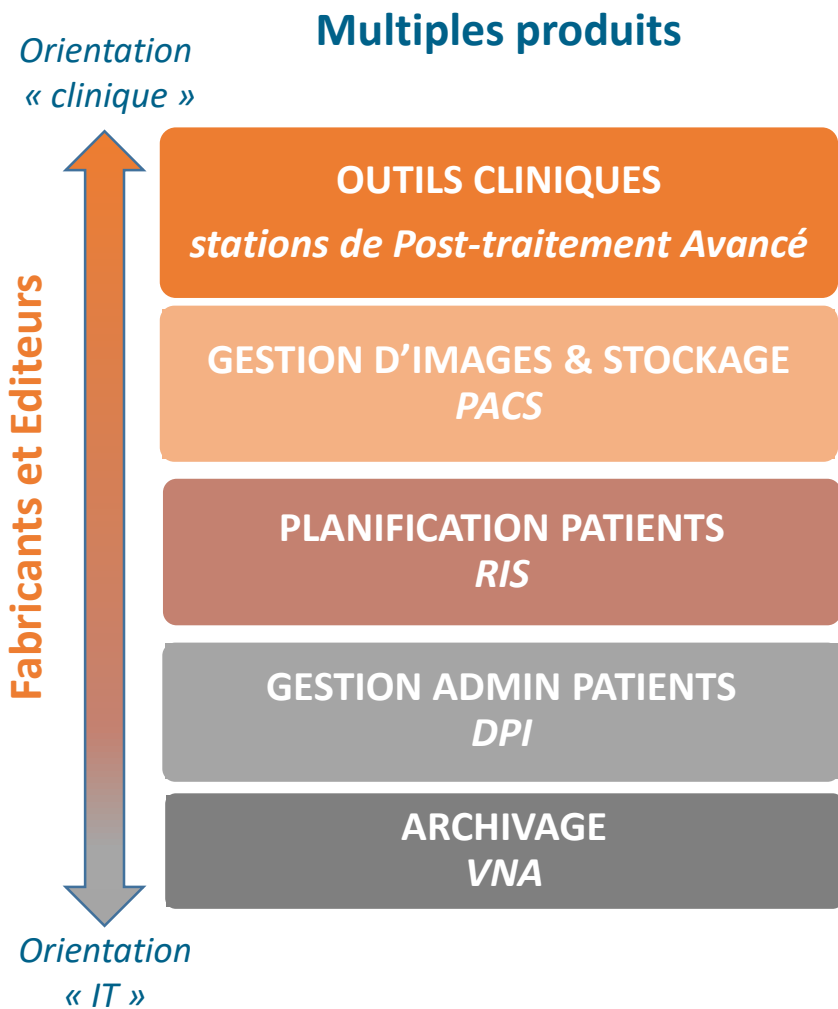 Multiples produits
Orientation
« clinique »
Fabricants et Editeurs
OUTILS CLINIQUES
stations de Post-traitement Avancé
GESTION D'IMAGES & STOCKAGE
PACS
PLANIFICATION PATIENTS
RIS
GESTION ADMIN PATIENTS
DPI
ARCHIVAGE
VNA
Orientation
« IT »